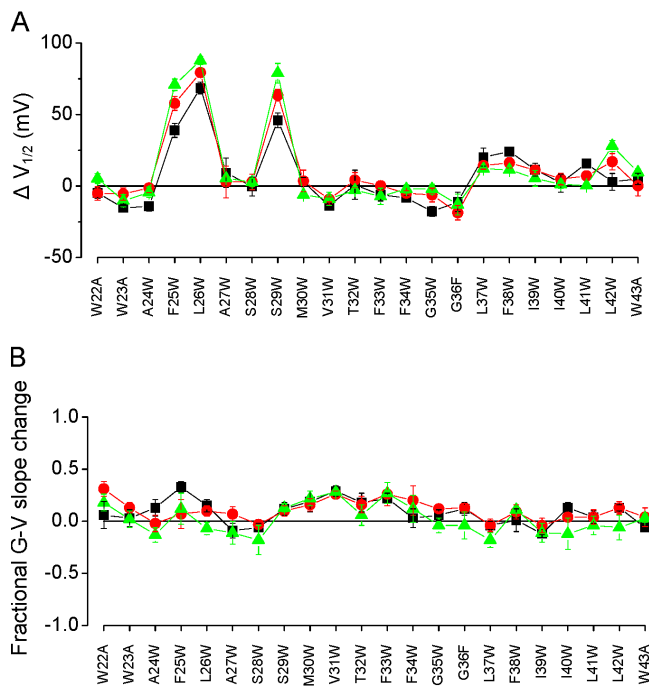 A
Δ V1/2 (mV)
100
50
0
-50
W22A W23A A24W F25W L26W A27W S28W S29W M30W V31W T32W F33W F34W G35W G36F L37W F38W I39W I40W L41W L42W W43A
B
Fractional G-V slope change
1.0
0.5
0.0
-0.5
-1.0
W22A W23A A24W F25W L26W A27W S28W S29W M30W V31W T32W F33W F34W G35W G36F L37W F38W I39W I40W L41W L42W W43A